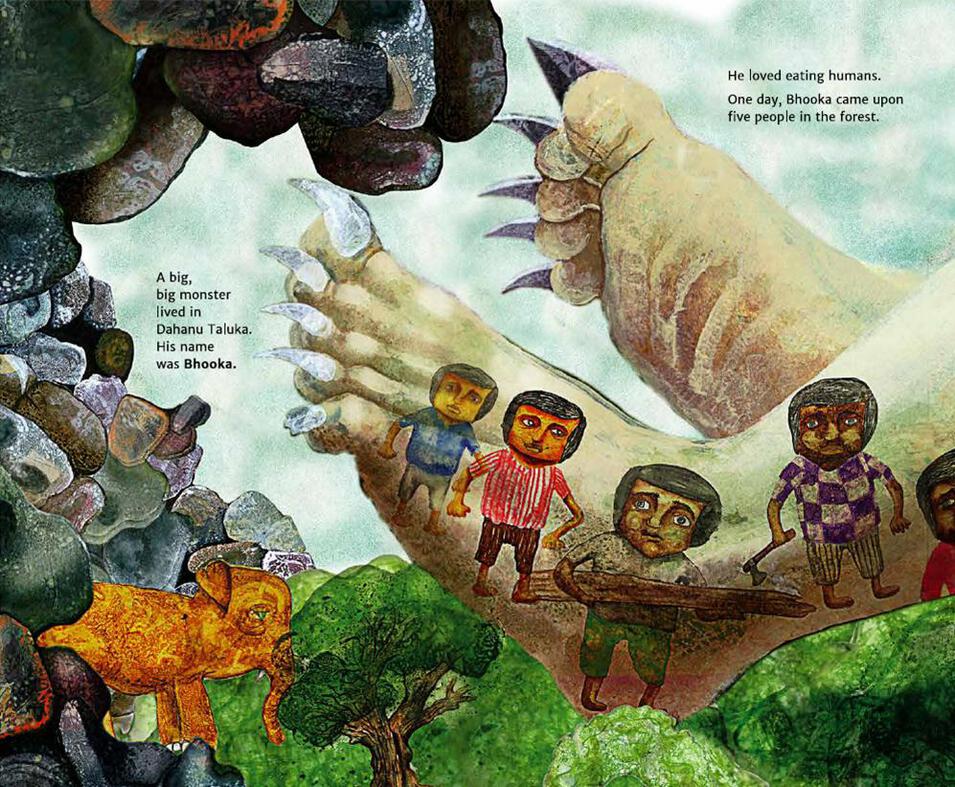 A big,
big monster
lived in
Dahanu Taluka.
His name
was Bhooka.
He loved eating humans.
One day, Bhooka came upon
five people in the forest.